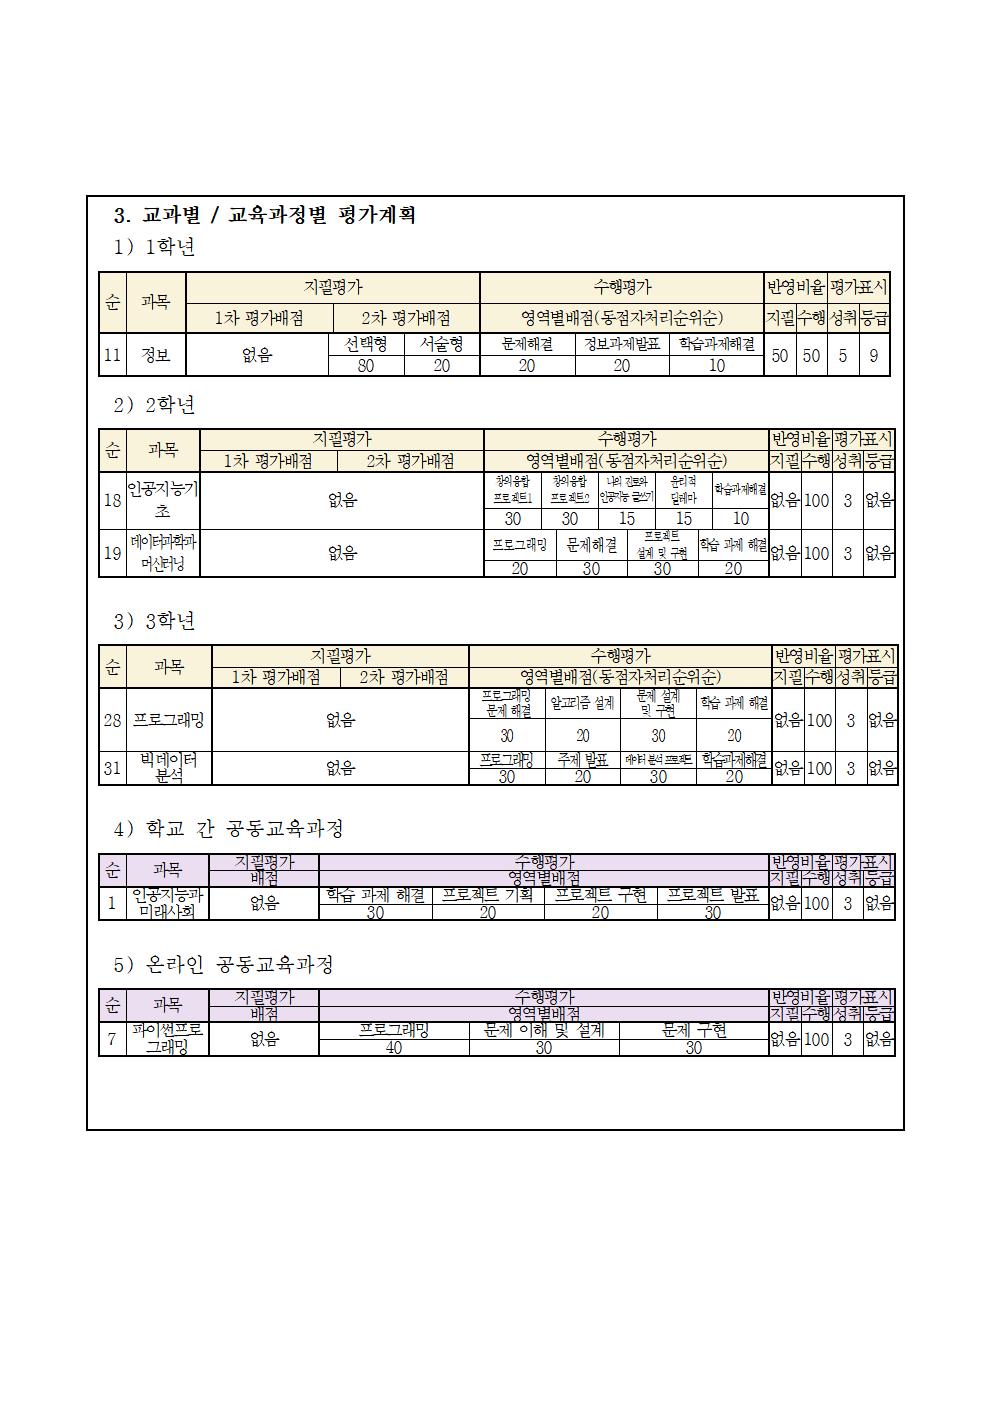 3. 교과별 / 교육과정별 평가계획
1) 1학년
순 과목 지필평가 수행평가 반영비율 평가표시
1차 평가배점 2차 평가배점 영역별배점(동점자처리순위순) 지필 수행 성취 등급
11 정보 없음 선택형 서술형 문제해결 정보과제발표 학습과제해결 50 50 5 9
80 20 20 20 10
2) 2학년
순 과목 지필평가 수행평가 반영비율 평가표시
1차 평가배점 2차 평가배점 영역별배점(동점자처리순위순) 지필 수행 성취 등급
18 인공지능기초 없음 창의융합 프로젝트1 창의융합 프로젝트2 나의 진로와 인공지능 글쓰기 윤리적 딜레마 학습과제해결 없음 100 3 없음
30 30 15 15 10
19 데이터과학과 머신러닝 없음 프로그래밍 문제해결 프로젝트 설계 및 구현 학습 과제 해결 없음 100 3 없음
20 30 30 20
3) 3학년
순 과목 지필평가 수행평가 반영비율 평가표시
1차 평가배점 2차 평가배점 영역별배점(동점자처리순위순) 지필 수행 성취 등급
28 프로그래밍 없음 프로그래밍 문제 해결 알고리즘 설계 문제 설계 및 구현 학습 과제 해결 없음 100 3 없음
30 20 30 20
31 빅데이터 분석 없음 프로그래밍 주제 발표 데이터 분석 프로젝트 학습과제해결 없음 100 3 없음
30 20 30 20
4) 학교 간 공동교육과정
순 과목 지필평가 수행평가 반영비율 평가표시
배점 영역별배점 지필 수행 성취 등급
1 인공지능과 미래사회 없음 학습 과제 해결 프로젝트 기획 프로젝트 구현 프로젝트 발표 없음 100 3 없음
30 20 20 30
5) 온라인 공동교육과정
순 과목 지필평가 수행평가 반영비율 평가표시
배점 영역별배점 지필 수행 성취 등급
7 파이썬프로그래밍 없음 프로그래밍 문제 이해 및 설계 문제 구현 없음 100 3 없음
40 30 30